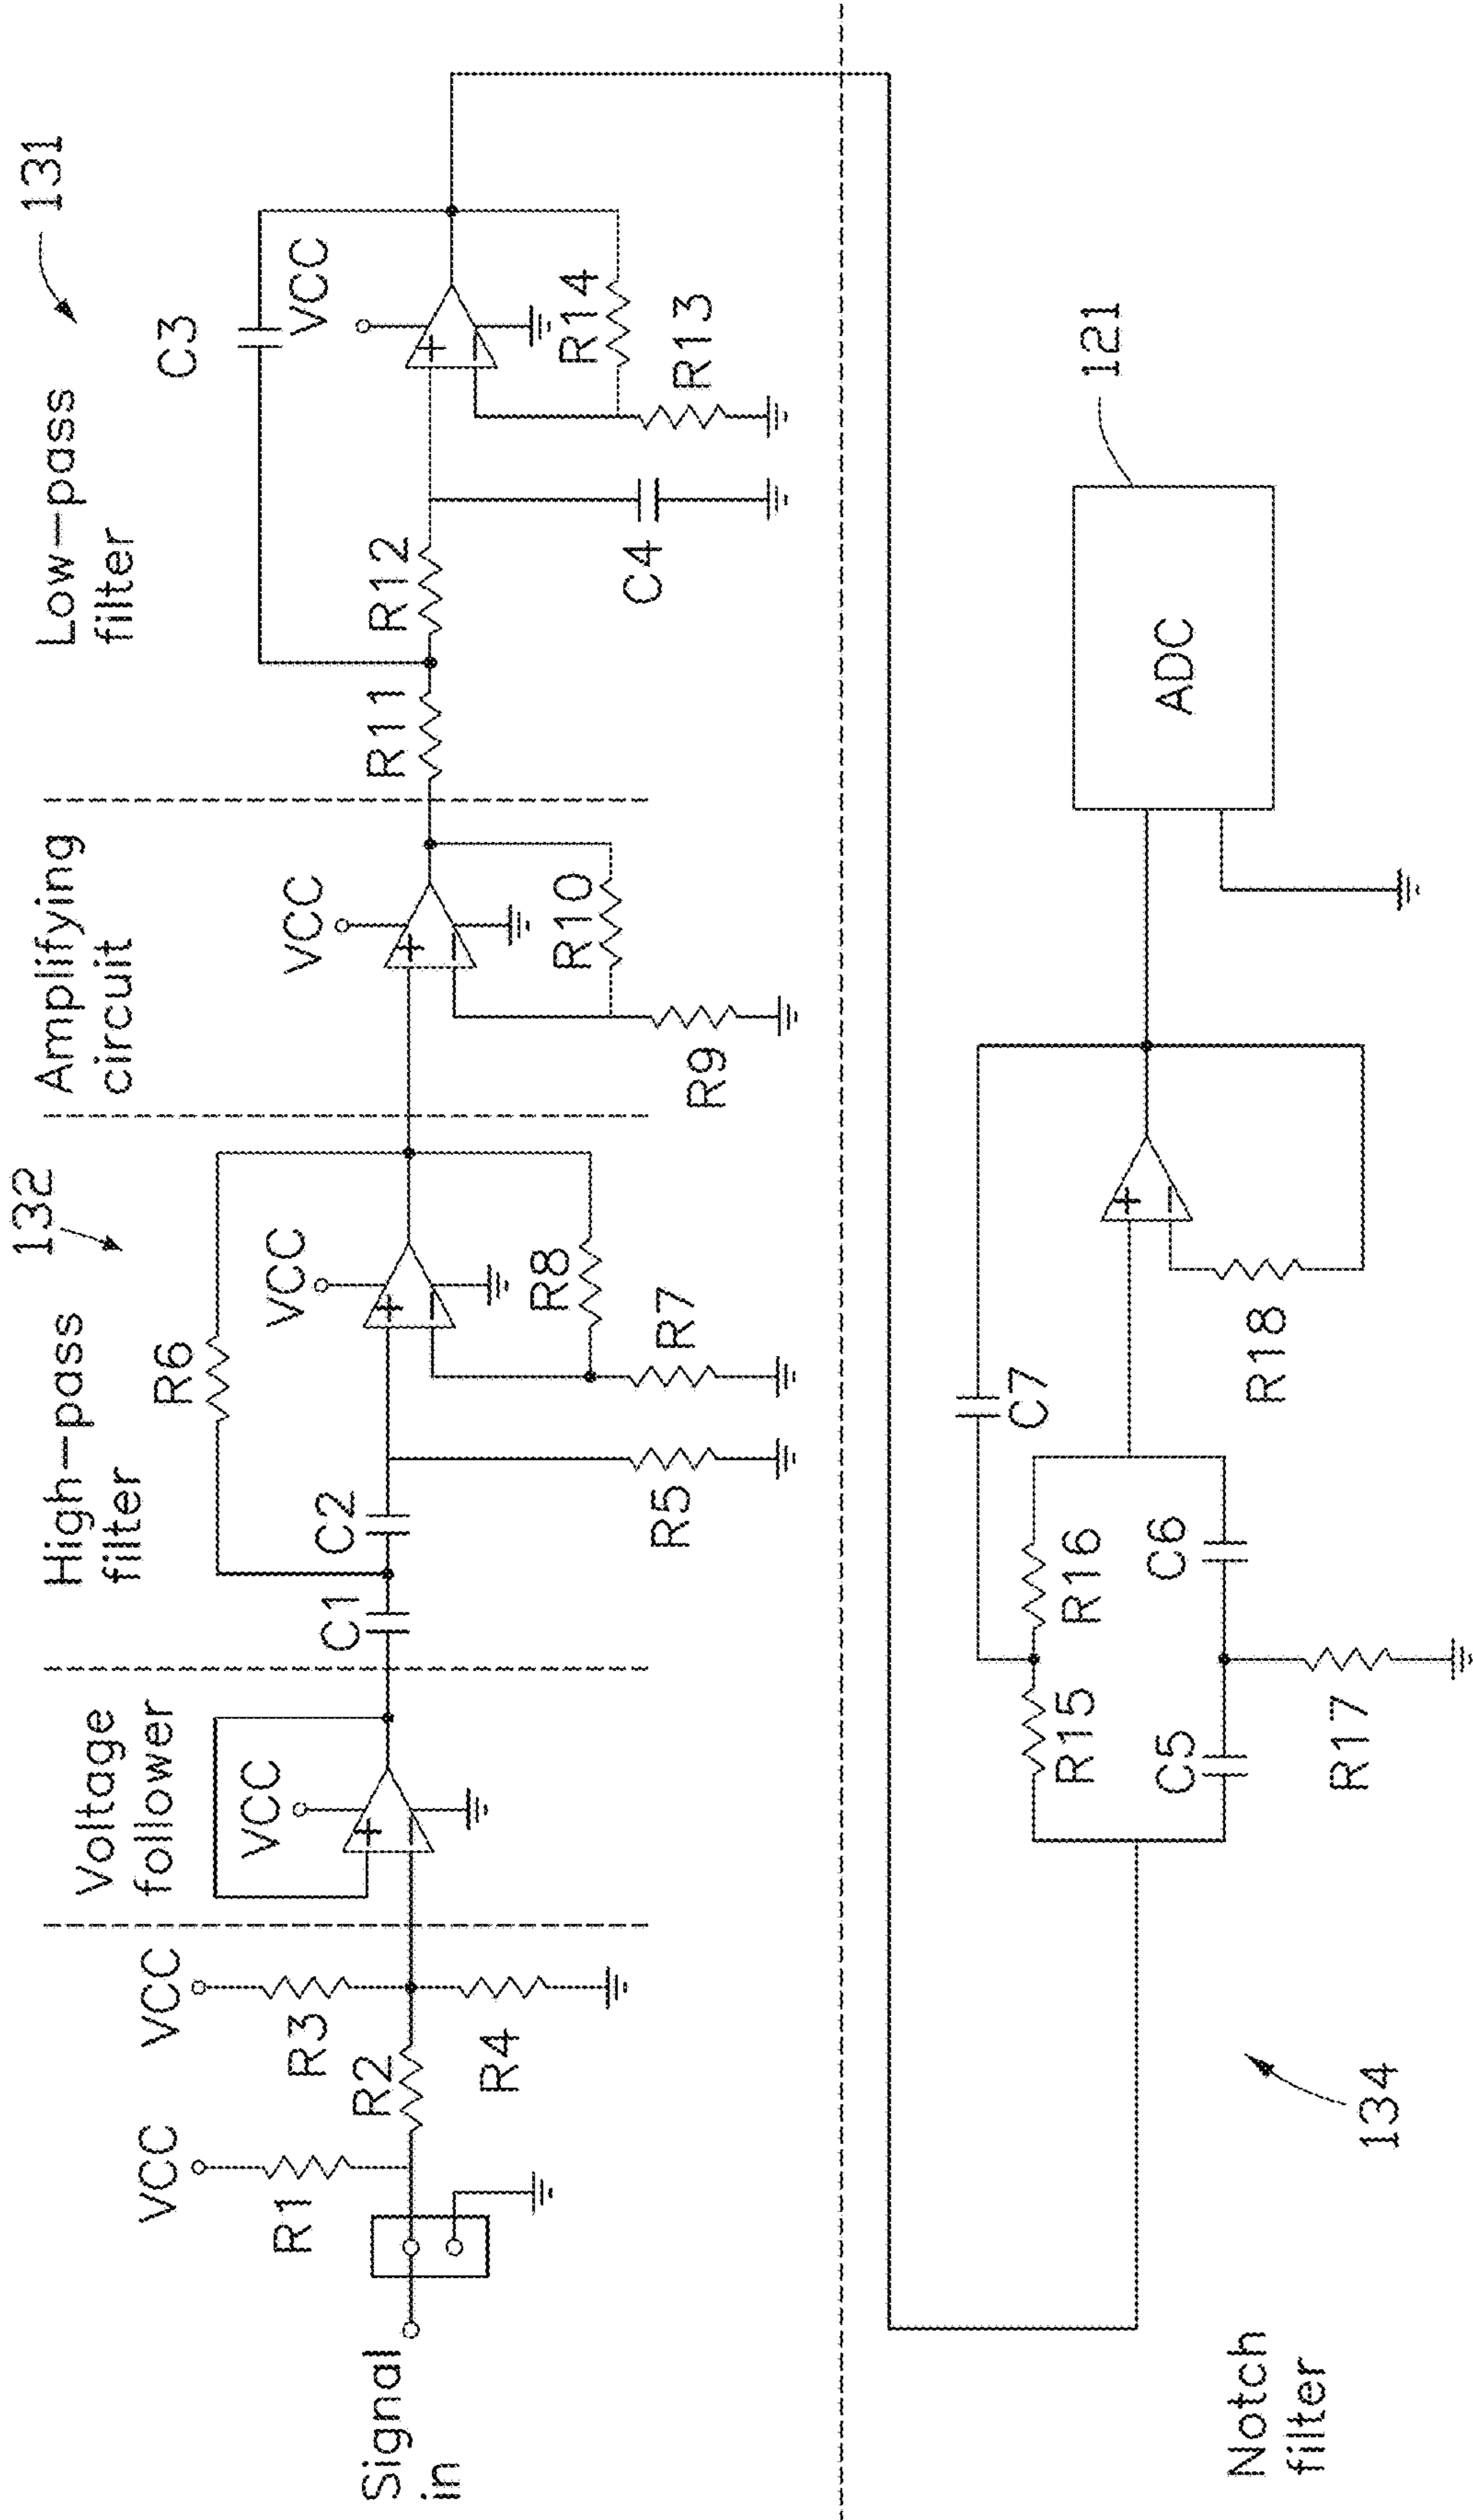 Signal
in
VCC
R1
R2
VCC
R3
R4
Voltage
follower
VCC
+
−
132
High-pass
filter
C1
C2
R6
VCC
+
−
R8
R7
R5
Amplifying
circuit
VCC
+
−
R10
R9
131
Low-pass
filter
R11
R12
C3
VCC
+
−
R14
R13
C4
Notch
filter
134
R15
R16
C5
C6
R17
C7
+
−
R18
ADC
121